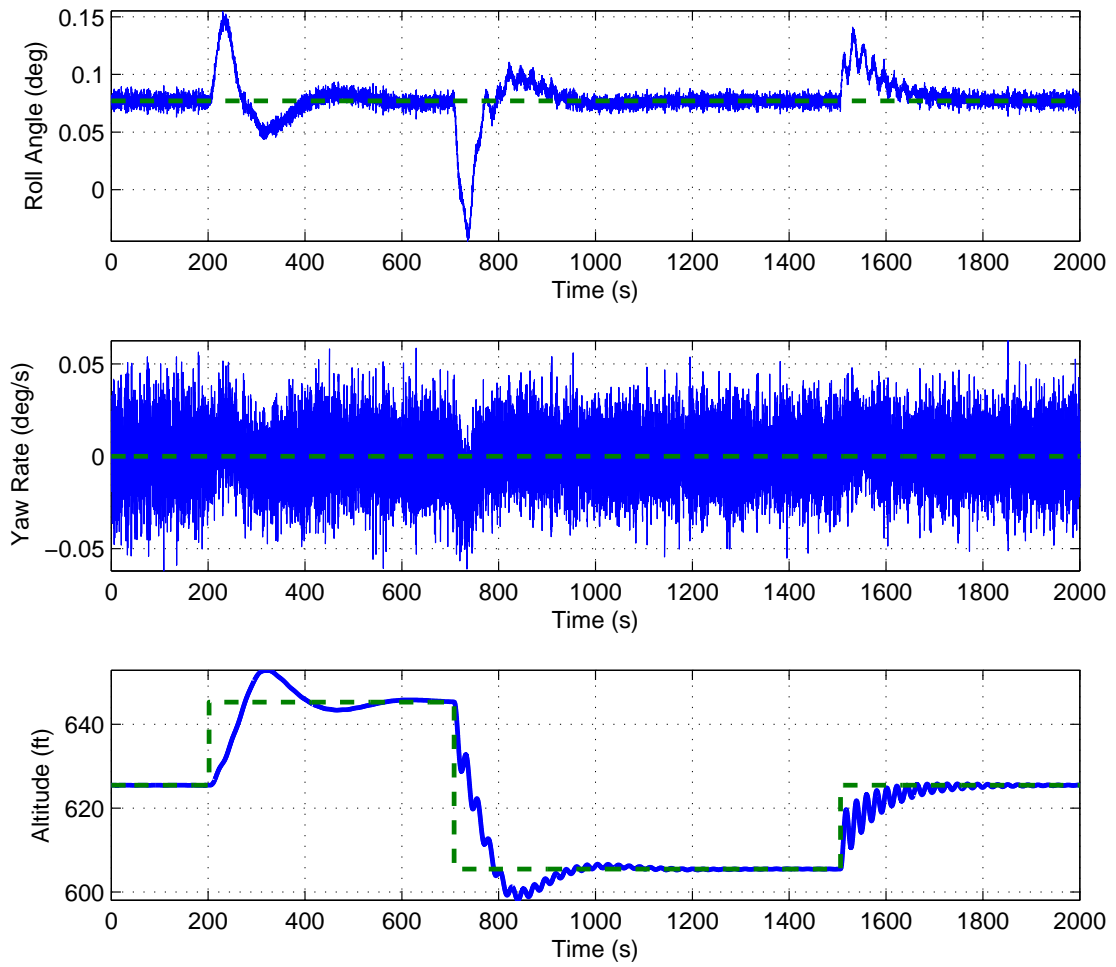 0.15
0.1
0.05
0
Roll Angle (deg)
0 200 400 600 800 1000 1200 1400 1600 1800 2000
Time (s)
0.05
0
−0.05
Yaw Rate (deg/s)
0 200 400 600 800 1000 1200 1400 1600 1800 2000
Time (s)
640
620
600
Altitude (ft)
0 200 400 600 800 1000 1200 1400 1600 1800 2000
Time (s)